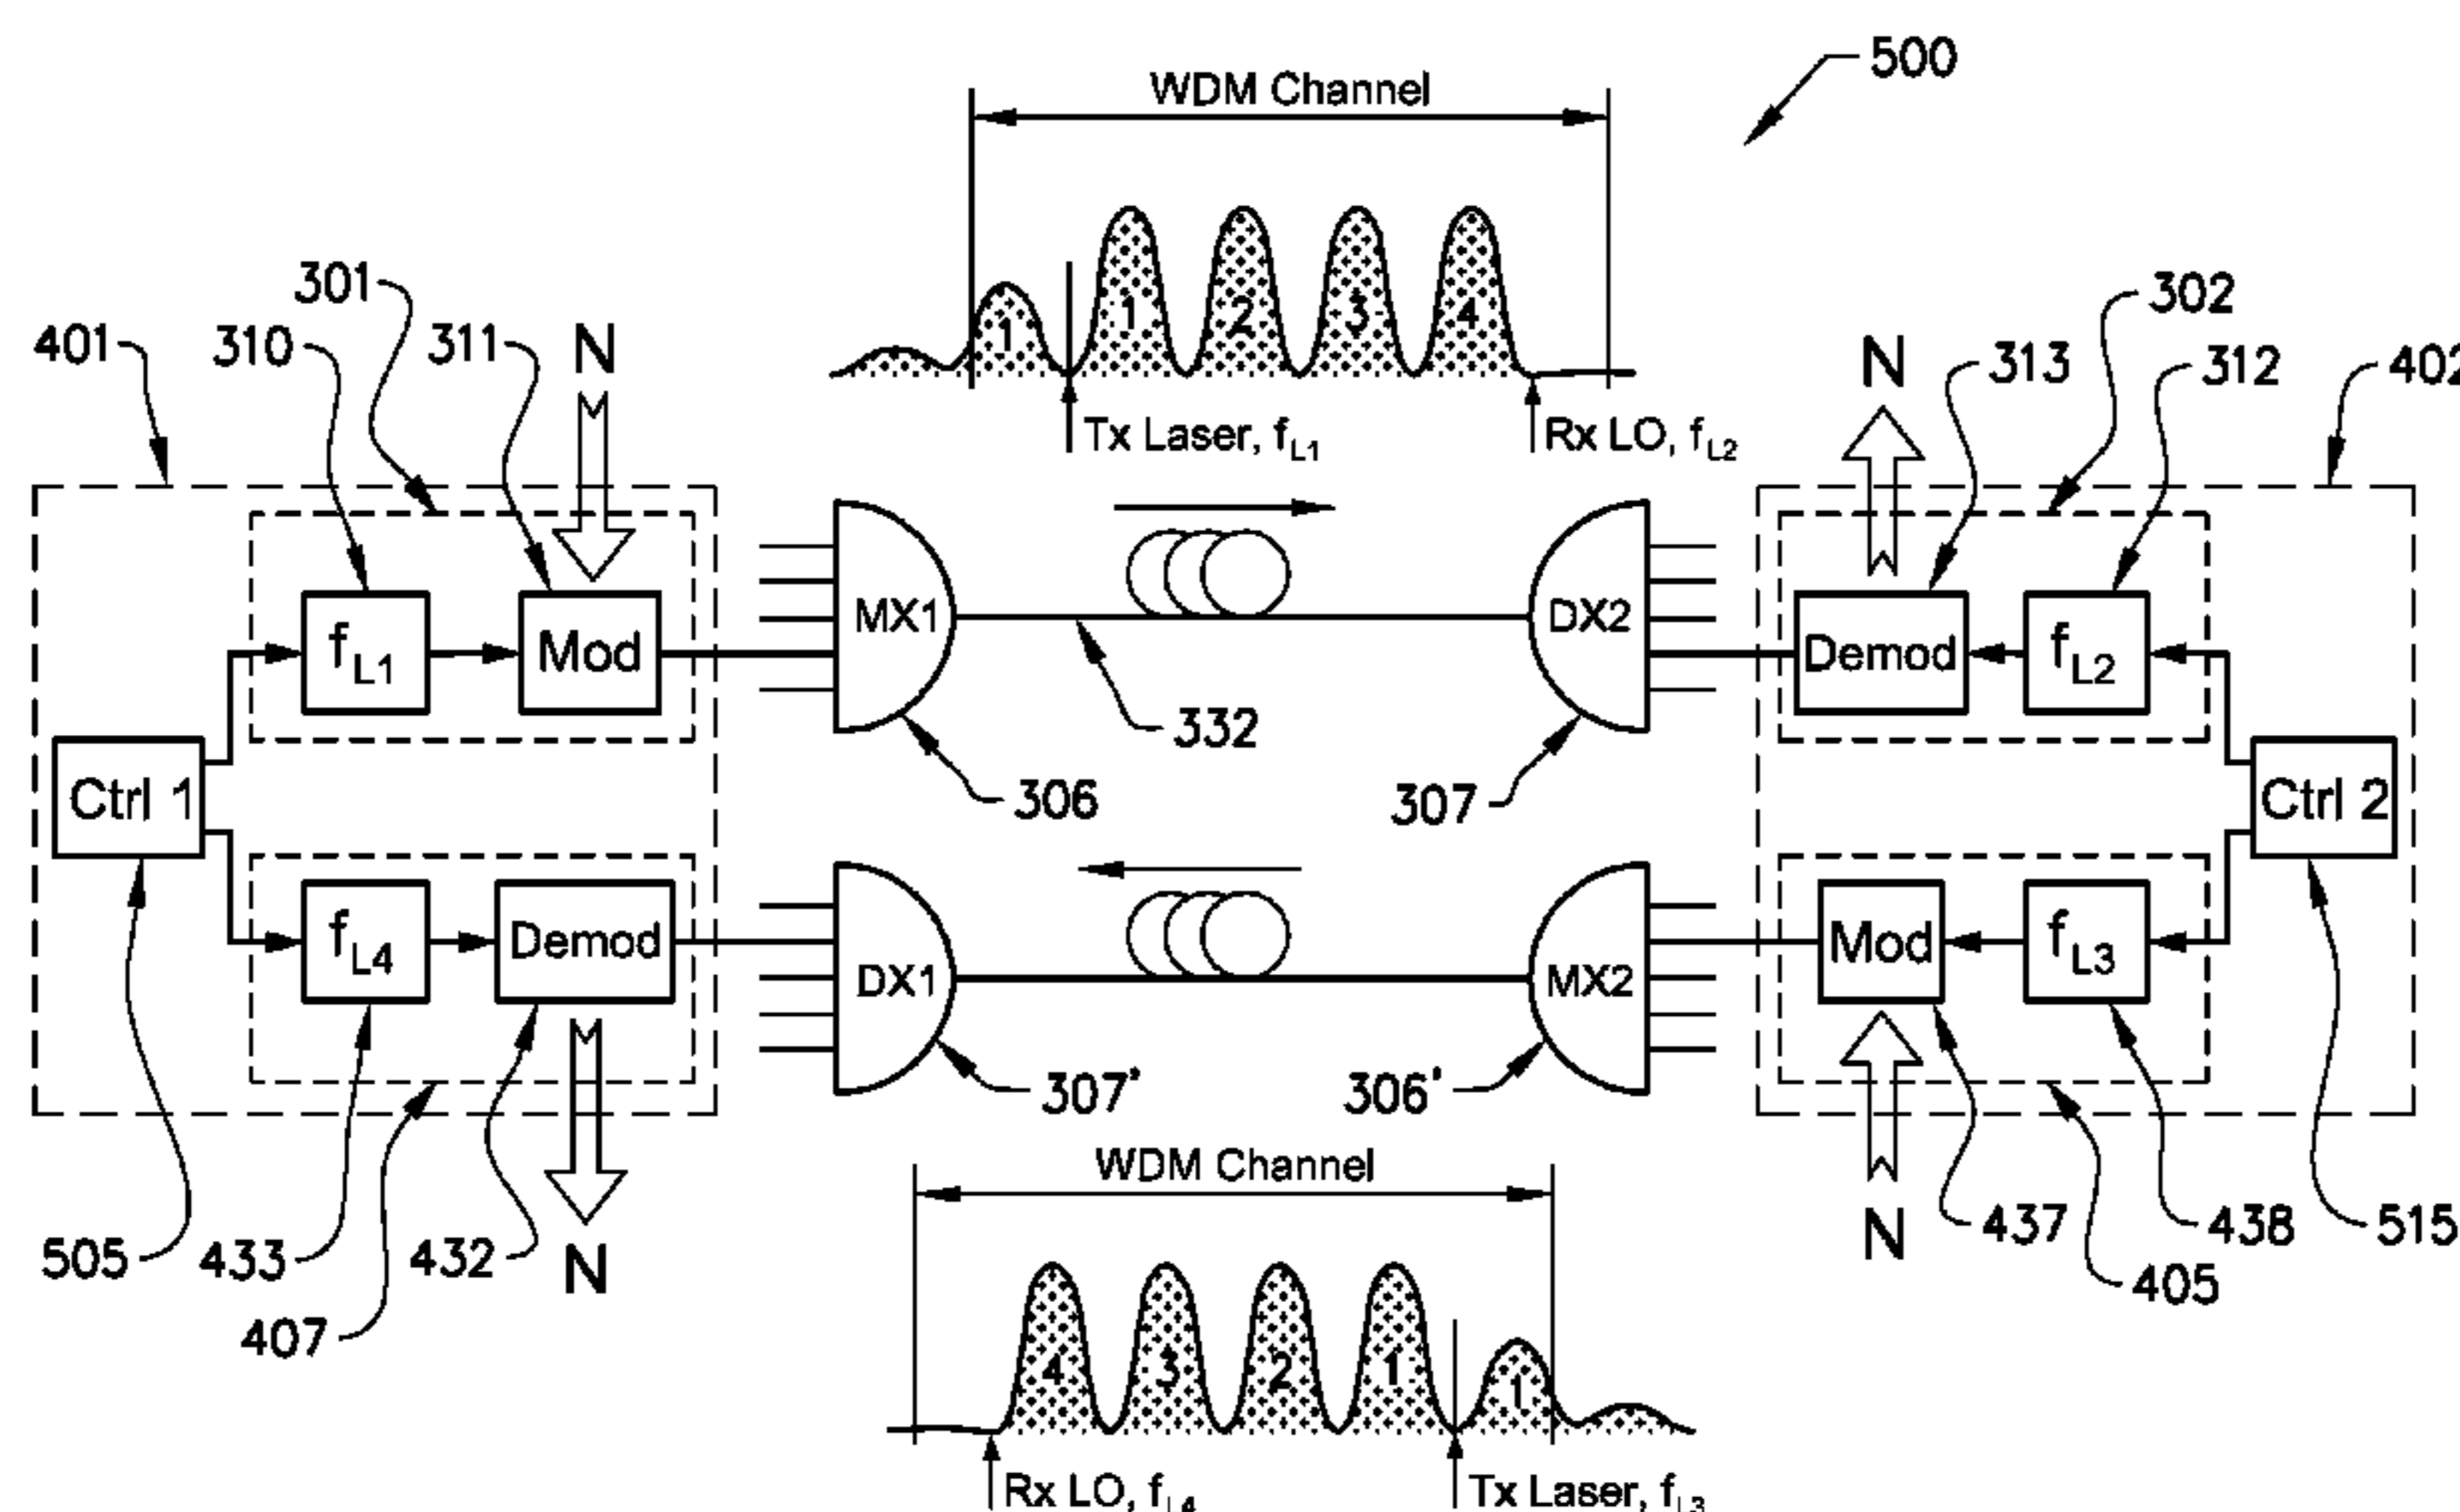 500
WDM Channel
1
1
2
3
4
Tx Laser, fL1
Rx LO, fL2
401
310
301
311
N
N
313
302
312
402
fL1
Mod
MX1
332
DX2
Demod
fL2
306
307
Ctrl 1
Ctrl 2
fL4
Demod
DX1
MX2
Mod
fL3
307'
306'
505
433
407
432
N
N
437
405
438
515
WDM Channel
4
3
2
1
1
Rx LO, fL4
Tx Laser, fL3